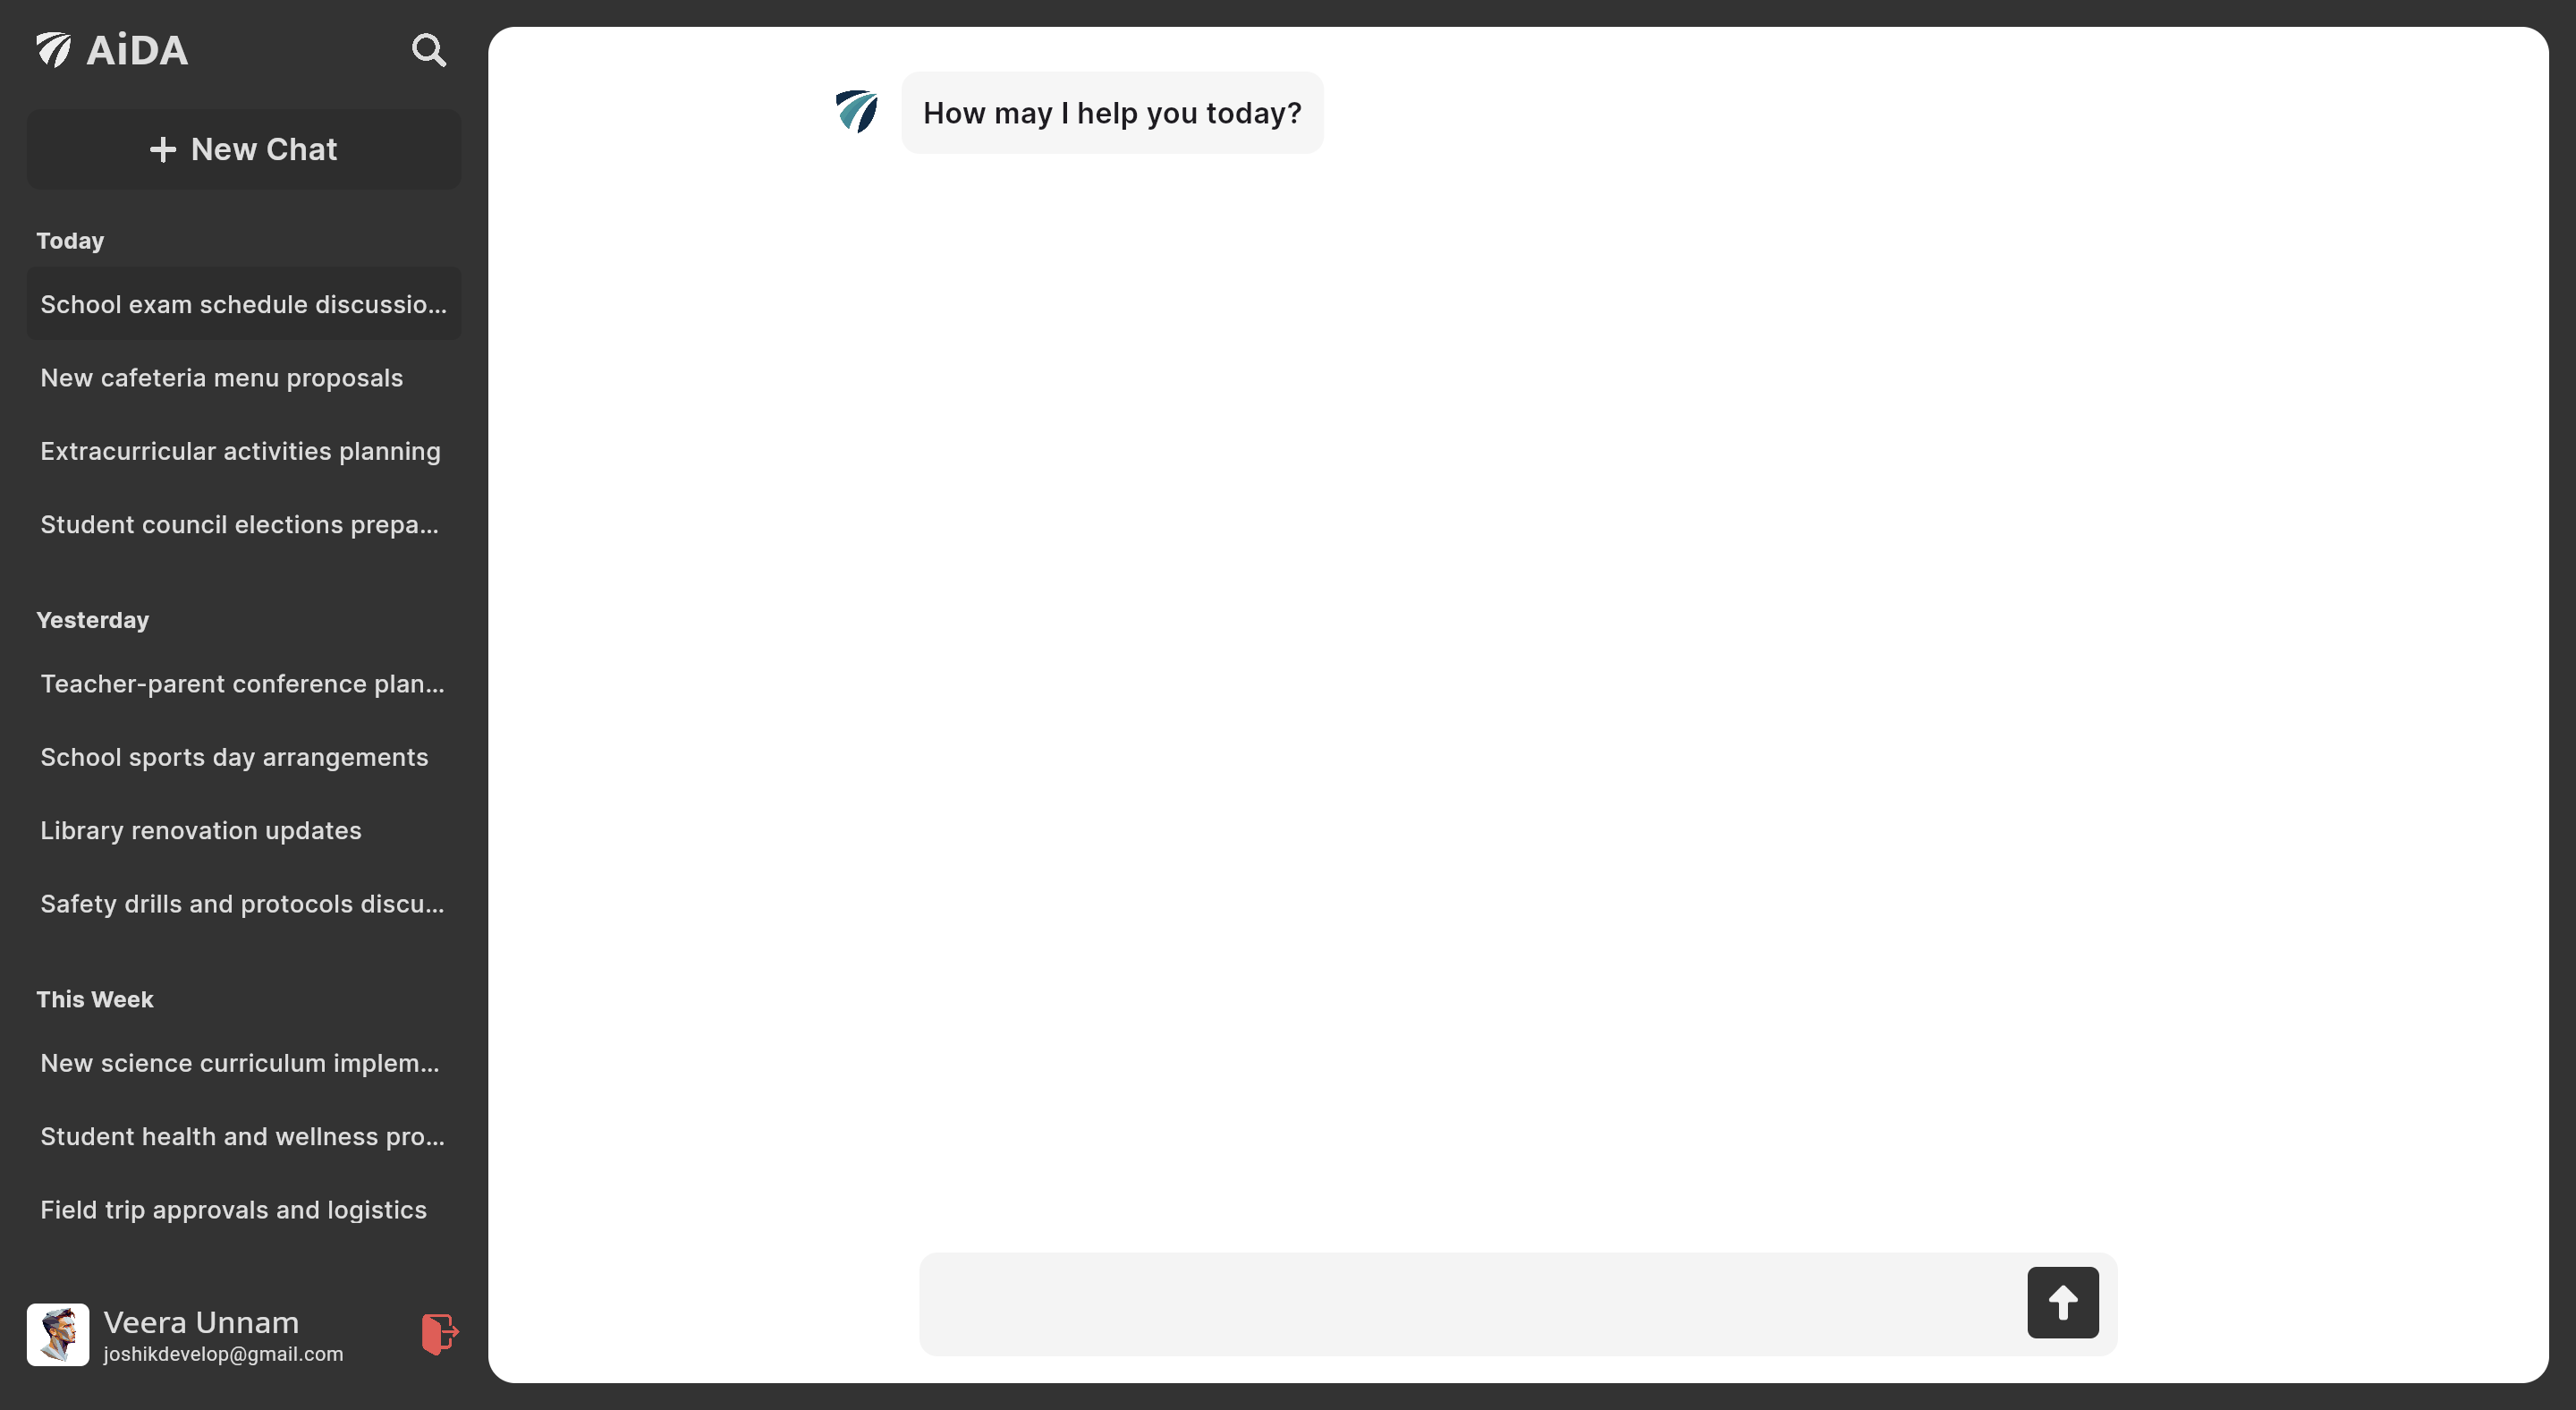 AiDA
New Chat
Today
School exam schedule discussio...
New cafeteria menu proposals
Extracurricular activities planning
Student council elections prepa...
Yesterday
Teacher-parent conference plan...
School sports day arrangements
Library renovation updates
Safety drills and protocols discu...
This Week
New science curriculum implem...
Student health and wellness pro...
Field trip approvals and logistics
Veera Unnam
joshikdevelop@gmail.com
How may I help you today?